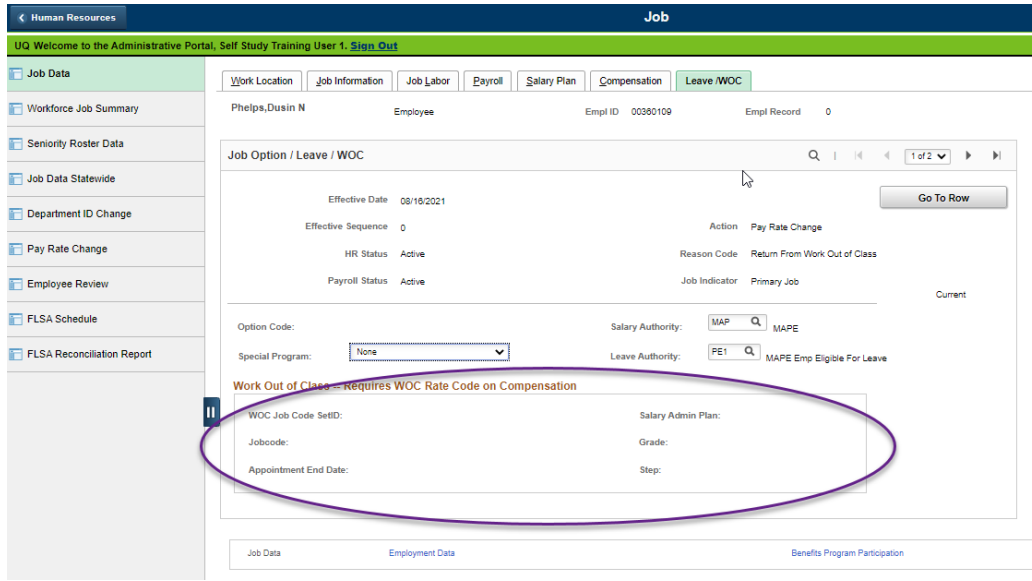 Human Resources
Job
UQ Welcome to the Administrative Portal, Self Study Training User 1. Sign Out
Job Data
Workforce Job Summary
Seniority Roster Data
Job Data Statewide
Department ID Change
Pay Rate Change
Employee Review
FLSA Schedule
FLSA Reconciliation Report
Work Location Job Information Job Labor Payroll Salary Plan Compensation Leave /WOC
Phelps,Dusin N Employee Empl ID 00360109 Empl Record 0
Job Option / Leave / WOC 1 of 2
Effective Date 08/16/2021 Go To Row
Effective Sequence 0 Action Pay Rate Change
HR Status Active Reason Code Return From Work Out of Class
Payroll Status Active Job Indicator Primary Job
Current
Option Code: Salary Authority: MAP MAPE
Special Program: None Leave Authority: PE1 MAPE Emp Eligible For Leave
Work Out of Class -- Requires WOC Rate Code on Compensation
WOC Job Code SetID: Salary Admin Plan:
Jobcode: Grade:
Appointment End Date: Step:
Job Data Employment Data Benefits Program Participation